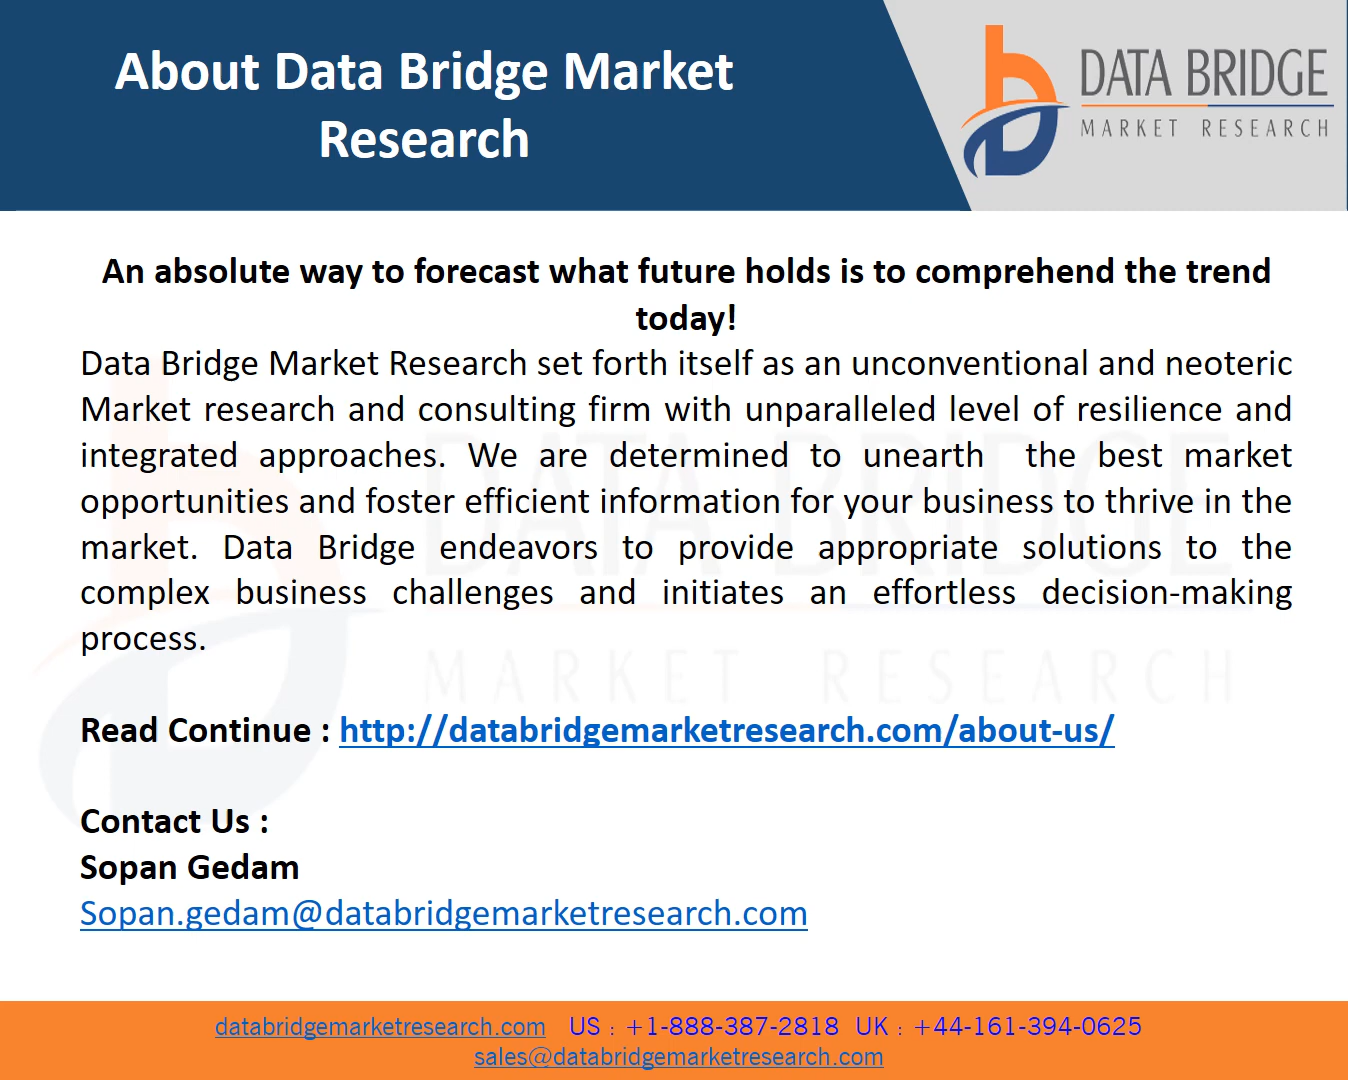 About Data Bridge Market
Research
DATA BRIDGE
MARKET RESEARCH
An absolute way to forecast what future holds is to comprehend the trend
today!
Data Bridge Market Research set forth itself as an unconventional and neoteric
Market research and consulting firm with unparalleled level of resilience and
integrated approaches. We are determined to unearth the best market
opportunities and foster efficient information for your business to thrive in the
market. Data Bridge endeavors to provide appropriate solutions to the
complex business challenges and initiates an effortless decision-making
process.
DATA BRIDGE
MARKET RESEARCH
Read Continue : http://databridgemarketresearch.com/about-us/
Contact Us :
Sopan Gedam
Sopan.gedam@databridgemarketresearch.com
databridgemarketresearch.com US : +1-888-387-2818 UK : +44-161-394-0625
sales@databridgemarketresearch.com